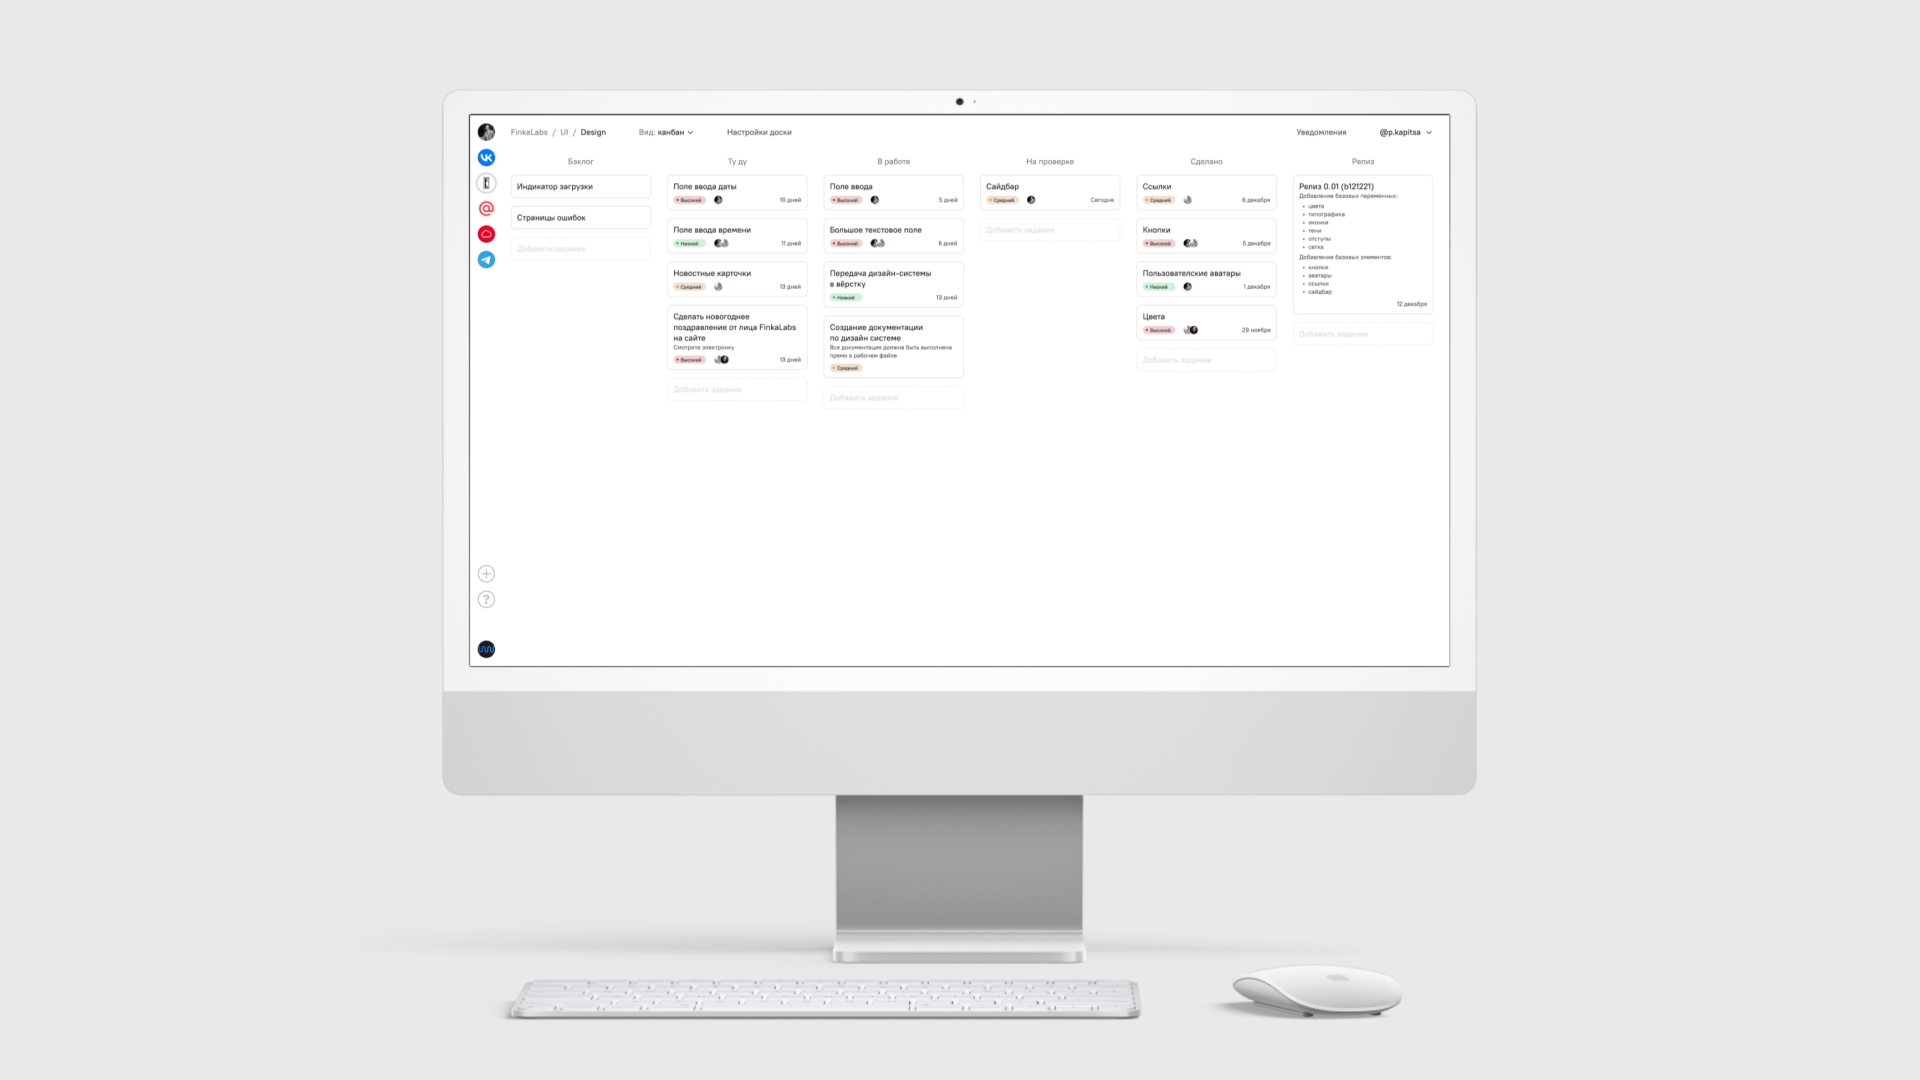 FinkaLabs / UI / Design
Вид: канбан
Настройки доски
Уведомления
@p.kapitsa
Бэклог
Индикатор загрузки
Страницы ошибок
Добавить задание
Ту ду
Поле ввода даты
Высокий
10 дней
Поле ввода времени
Низкий
11 дней
Новостные карточки
Средний
13 дней
Сделать новогоднее
поздравление от лица FinkaLabs
на сайте
Смотрите электронку
Высокий
13 дней
Добавить задание
В работе
Поле ввода
Высокий
5 дней
Большое текстовое поле
Высокий
6 дней
Передача дизайн-системы
в вёрстку
Низкий
13 дней
Создание документации
по дизайн системе
Вся документация должна быть выполнена
прямо в рабочем файле
Средний
Добавить задание
На проверке
Сайдбар
Средний
Сегодня
Добавить задание
Сделано
Ссылки
Средний
6 декабря
Кнопки
Высокий
5 декабря
Пользовательские аватары
Низкий
1 декабря
Цвета
Высокий
29 ноября
Добавить задание
Релиз
Релиз 0.01 (b121221)
Добавление базовых переменных:
• цвета
• типографика
• иконки
• тени
• отступы
• сетка
Добавление базовых элементов:
• кнопки
• аватары
• ссылки
• сайдбар
12 декабря
Добавить задание